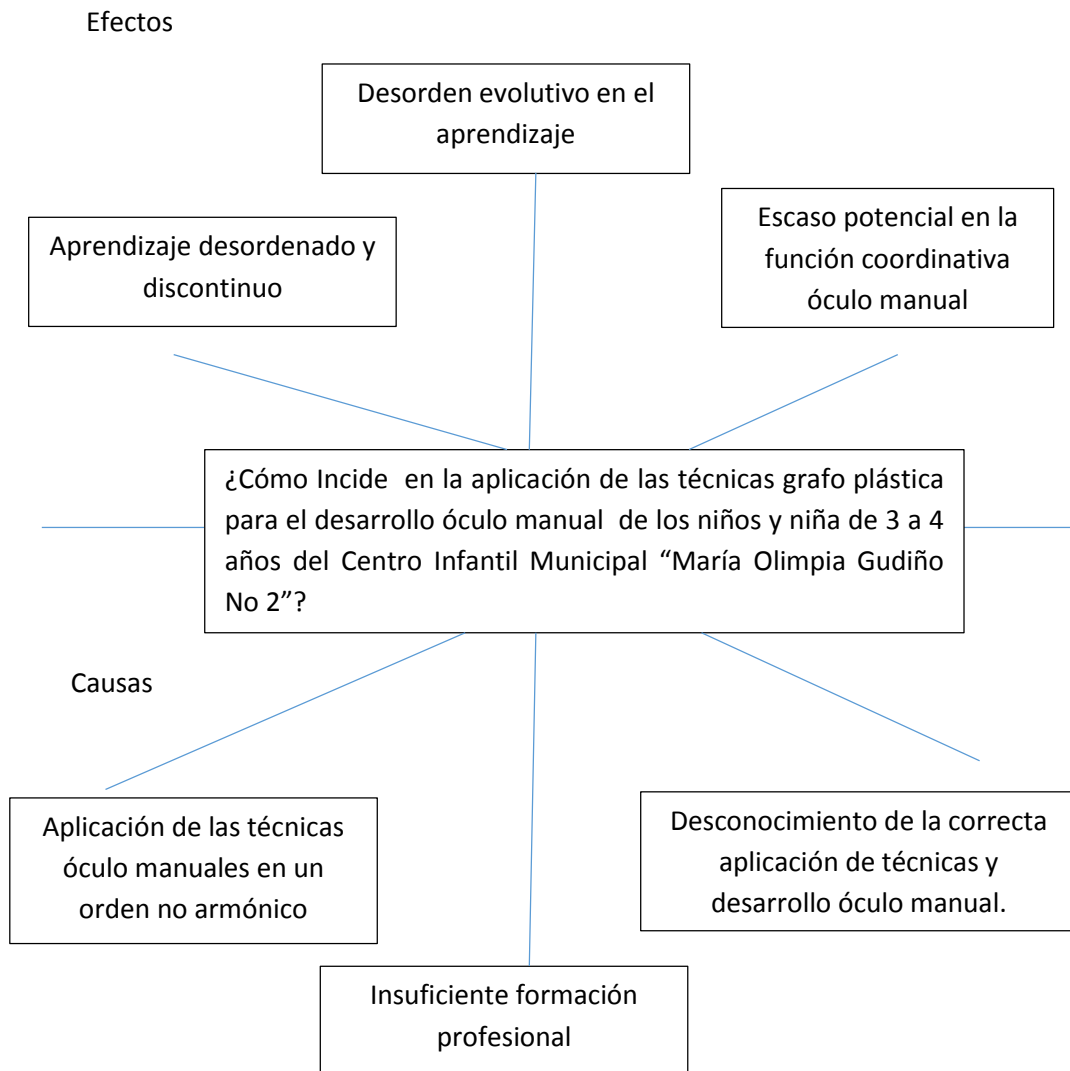 Efectos
Desorden evolutivo en el
aprendizaje
Aprendizaje desordenado y
discontinuo
Escaso potencial en la
función coordinativa
óculo manual
¿Cómo Incide  en la aplicación de las técnicas grafo plástica
para el desarrollo óculo manual  de los niños y niña de 3 a 4
años del Centro Infantil Municipal “María Olimpia Gudiño
No 2”?
Causas
Aplicación de las técnicas
óculo manuales en un
orden no armónico
Desconocimiento de la correcta
aplicación de técnicas y
desarrollo óculo manual.
Insuficiente formación
profesional